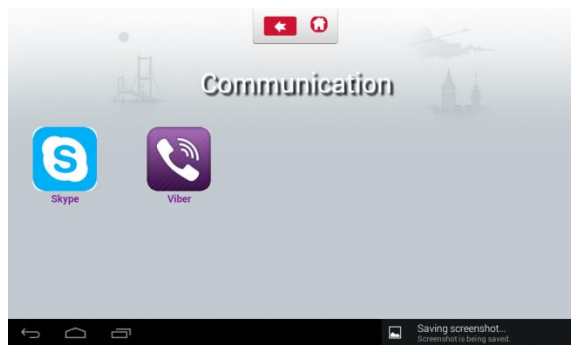 Communication
Skype
Viber
Saving screenshot...
Screenshot is being saved.